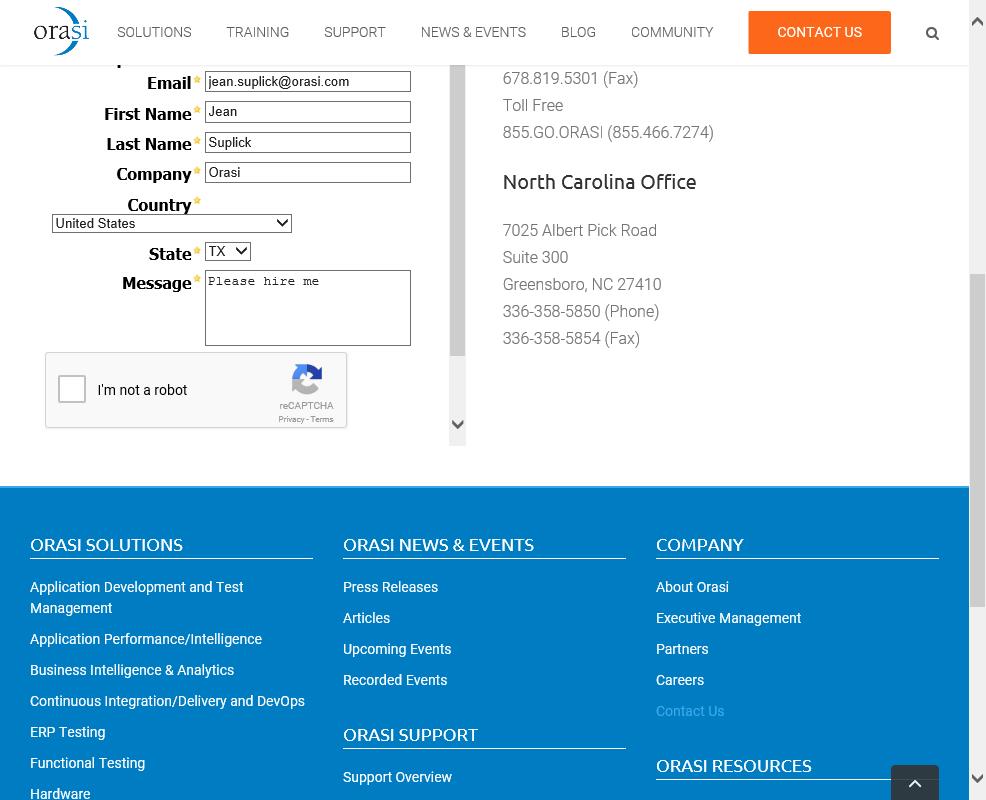 orasi
SOLUTIONS TRAINING SUPPORT NEWS & EVENTS BLOG COMMUNITY CONTACT US
Email jean.suplick@orasi.com
First Name Jean
Last Name Suplick
Company Orasi
Country
United States
State TX
Message Please hire me
I'm not a robot
reCAPTCHA
Privacy - Terms
678.819.5301 (Fax)
Toll Free
855.GO.ORASI (855.466.7274)
North Carolina Office
7025 Albert Pick Road
Suite 300
Greensboro, NC 27410
336-358-5850 (Phone)
336-358-5854 (Fax)
ORASI SOLUTIONS
Application Development and Test
Management
Application Performance/Intelligence
Business Intelligence & Analytics
Continuous Integration/Delivery and DevOps
ERP Testing
Functional Testing
Hardware
ORASI NEWS & EVENTS
Press Releases
Articles
Upcoming Events
Recorded Events
ORASI SUPPORT
Support Overview
COMPANY
About Orasi
Executive Management
Partners
Careers
Contact Us
ORASI RESOURCES